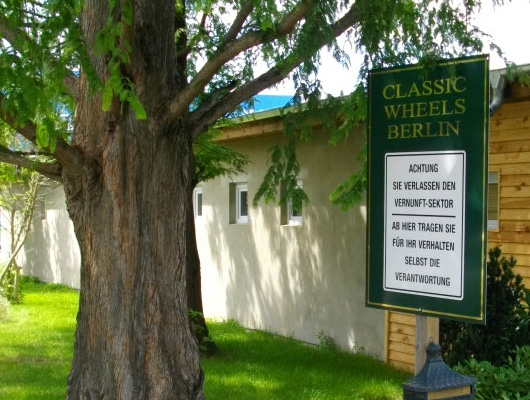 CLASSIC
WHEELS
BERLIN
ACHTUNG
SIE VERLASSEN DEN
VERNUNFT-SEKTOR
AB HIER TRAGEN SIE
FÜR IHR VERHALTEN
SELBST DIE
VERANTWORTUNG